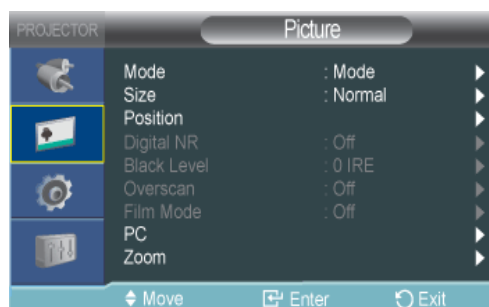 PROJECTOR
Picture
Mode : Mode
Size : Normal
Position
Digital NR : Off
Black Level : 0 IRE
Overscan : Off
Film Mode : Off
PC
Zoom
Move Enter Exit